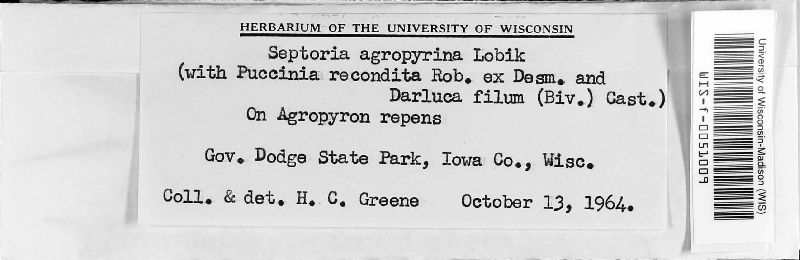 HERBARIUM OF THE UNIVERSITY OF WISCONSIN
Septoria agropyrina Lobik
(with Puccinia recondita Rob. ex Desm. and
Darluca filum (Biv.) Cast.)
On Agropyron repens
Gov. Dodge State Park, Iowa Co., Wisc.
Coll. & det. H. C. Greene    October 13, 1964.
University of Wisconsin-Madison (WIS)
WIS-f-0051009